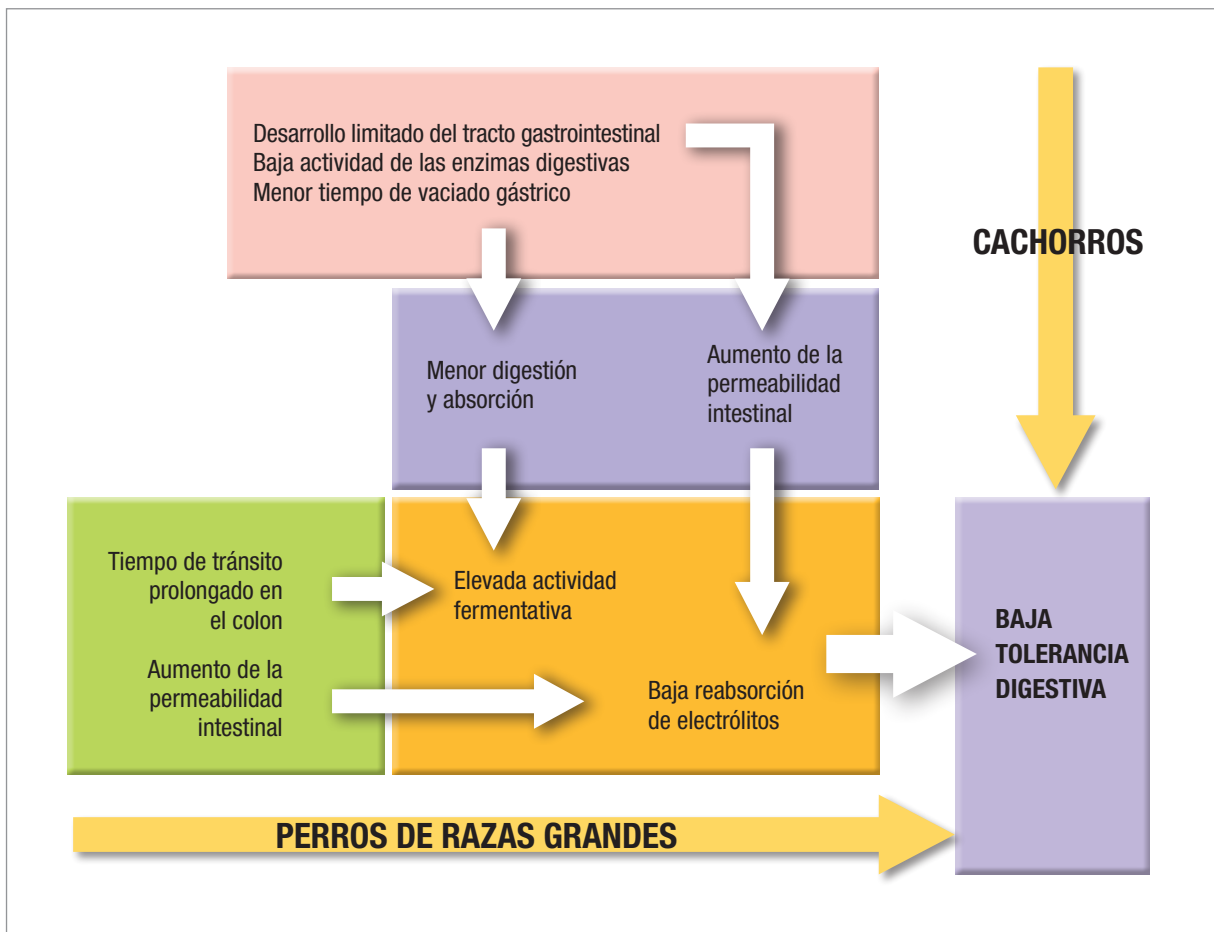 Desarrollo limitado del tracto gastrointestinal
Baja actividad de las enzimas digestivas
Menor tiempo de vaciado gástrico
CACHORROS
Menor digestión
y absorción
Aumento de la
permeabilidad
intestinal
Tiempo de tránsito
prolongado en
el colon
Aumento de la
permeabilidad
intestinal
Elevada actividad
fermentativa
Baja reabsorción
de electrólitos
BAJA
TOLERANCIA
DIGESTIVA
PERROS DE RAZAS GRANDES